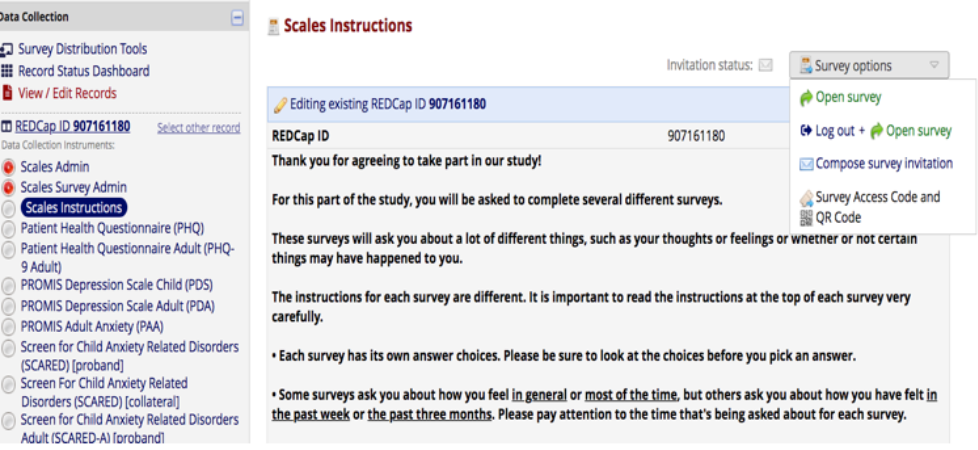 Data Collection
Survey Distribution Tools
Record Status Dashboard
View / Edit Records
REDCap ID 907161180 Select other record
Data Collection Instruments:
Scales Admin
Scales Survey Admin
Scales Instructions
Patient Health Questionnaire (PHQ)
Patient Health Questionnaire Adult (PHQ-
9 Adult)
PROMIS Depression Scale Child (PDS)
PROMIS Depression Scale Adult (PDA)
PROMIS Adult Anxiety (PAA)
Screen for Child Anxiety Related Disorders
(SCARED) [proband]
Screen For Child Anxiety Related
Disorders (SCARED) [collateral]
Screen for Child Anxiety Related Disorders
Adult (SCARED-A) [proband]
Scales Instructions
Invitation status:
Survey options
Open survey
Log out + Open survey
Compose survey invitation
Survey Access Code and
QR Code
Editing existing REDCap ID 907161180
REDCap ID 907161180
Thank you for agreeing to take part in our study!
For this part of the study, you will be asked to complete several different surveys.
These surveys will ask you about a lot of different things, such as your thoughts or feelings or whether or not certain
things may have happened to you.
The instructions for each survey are different. It is important to read the instructions at the top of each survey very
carefully.
• Each survey has its own answer choices. Please be sure to look at the choices before you pick an answer.
• Some surveys ask you about how you feel in general or most of the time, but others ask you about how you have felt in
the past week or the past three months. Please pay attention to the time that's being asked about for each survey.